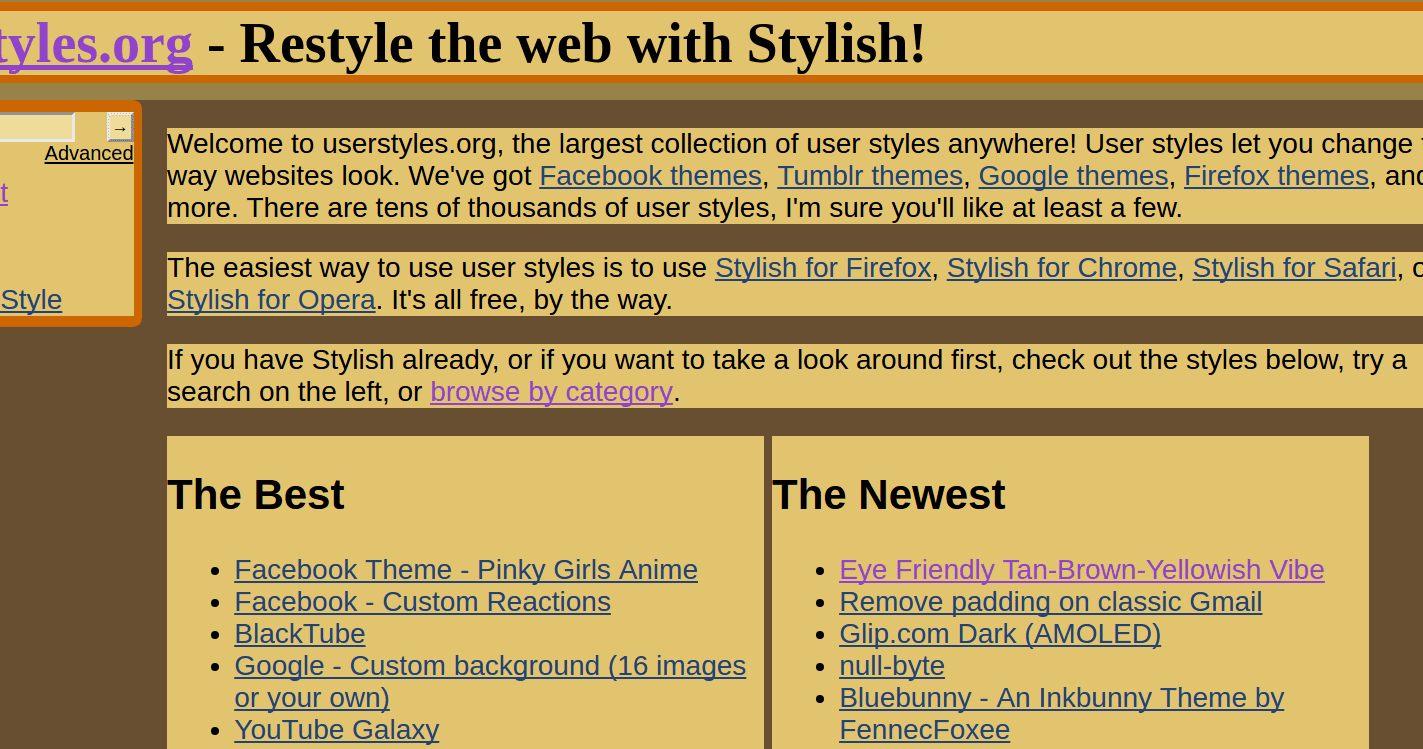 tyles.org - Restyle the web with Stylish!
→
Advanced
t
Style
Welcome to userstyles.org, the largest collection of user styles anywhere! User styles let you change
way websites look. We've got Facebook themes, Tumblr themes, Google themes, Firefox themes, and
more. There are tens of thousands of user styles, I'm sure you'll like at least a few.
The easiest way to use user styles is to use Stylish for Firefox, Stylish for Chrome, Stylish for Safari, o
Stylish for Opera. It's all free, by the way.
If you have Stylish already, or if you want to take a look around first, check out the styles below, try a
search on the left, or browse by category.
The Best
• Facebook Theme - Pinky Girls Anime
• Facebook - Custom Reactions
• BlackTube
• Google - Custom background (16 images
or your own)
• YouTube Galaxy
The Newest
• Eye Friendly Tan-Brown-Yellowish Vibe
• Remove padding on classic Gmail
• Glip.com Dark (AMOLED)
• null-byte
• Bluebunny - An Inkbunny Theme by
FennecFoxee